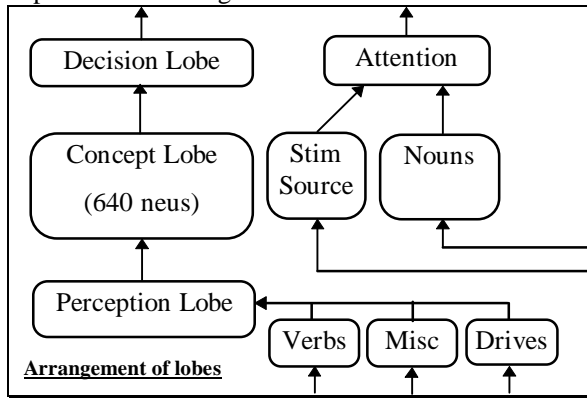 Decision Lobe
Attention
Concept Lobe
(640 neus)
Stim
Source
Nouns
Perception Lobe
Verbs
Misc
Drives
Arrangement of lobes